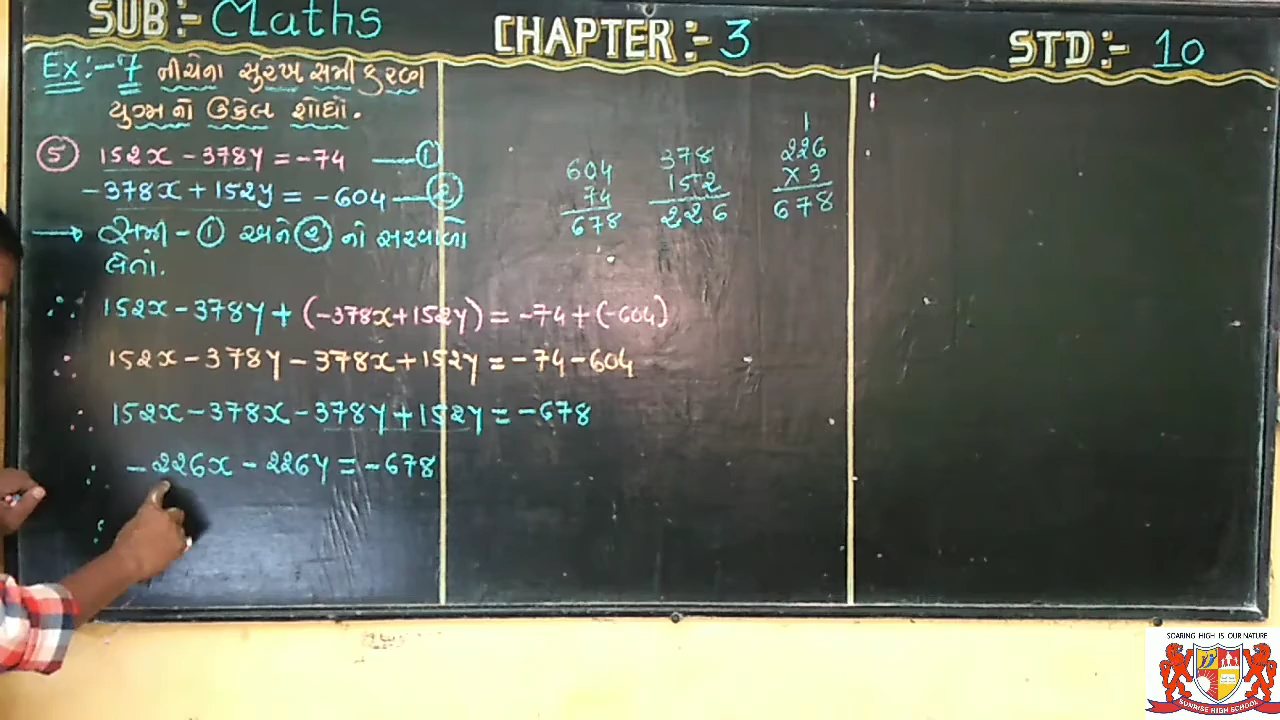 SUB:- Maths
CHAPTER:- 3
STD:- 10
Ex:-7 નીચેના સુરેખ સમીકરણ
યુગ્મનો ઉકેલ શોધો.
⑤ 152x - 378y = -74 —— ①
-378x + 152y = -604 —— ②
→ સમી - ① અને ② નો સરવાળો
લેતાં.
∴ 152x - 378y + (-378x + 152y) = -74 + (-604)
∴ 152x - 378y - 378x + 152y = -74 - 604
∴ 152x - 378x - 378y + 152y = -678
∴ -226x - 226y = -678
604
74
678
378
152
226
1
226
x 3
678
SOARING HIGH IS OUR NATURE
SUNRISE HIGH SCHOOL